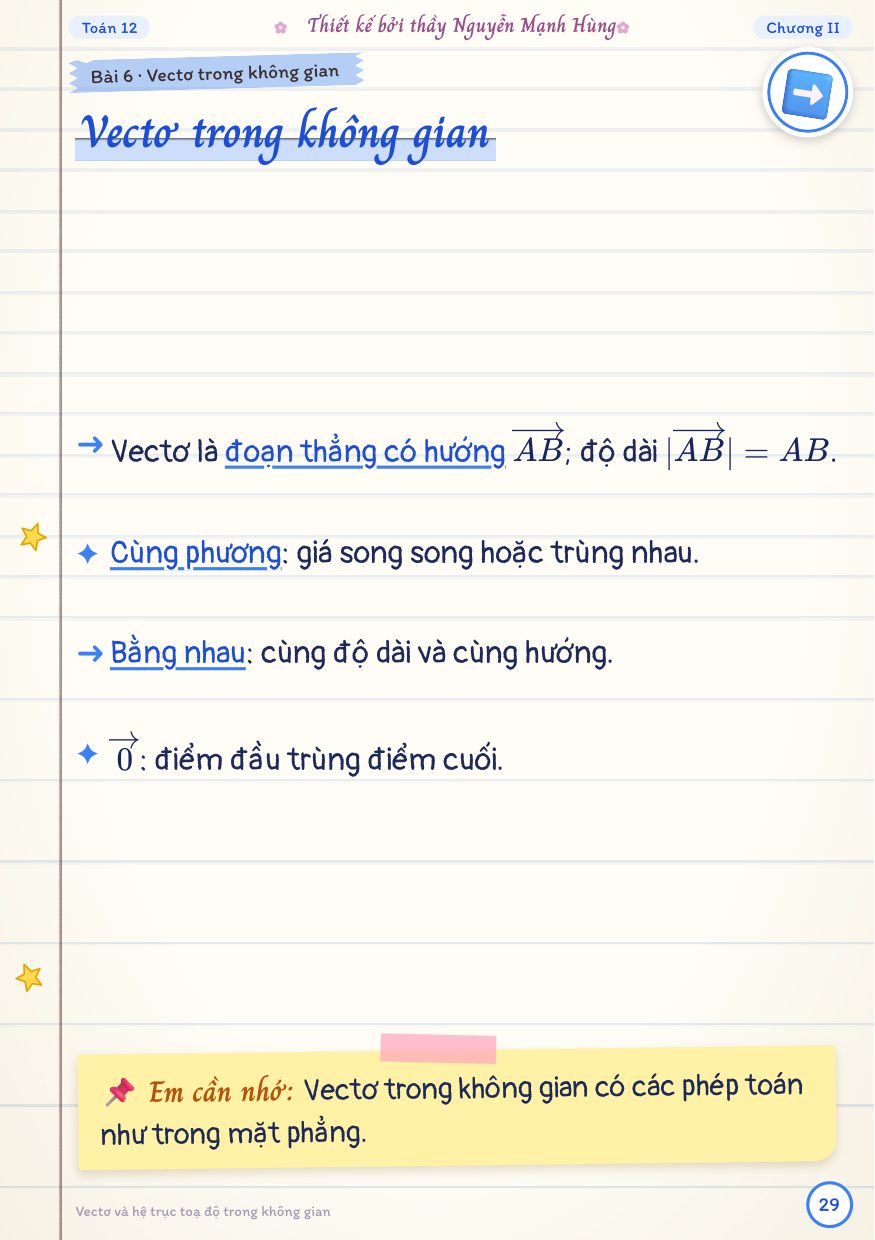 Toán 12
Thiết kế bởi thầy Nguyễn Mạnh Hùng
Chương II
Bài 6 · Vectơ trong không gian
Vectơ trong không gian
→ Vectơ là đoạn thẳng có hướng $\overrightarrow{AB}$; độ dài $|\overrightarrow{AB}| = AB$.
✦ Cùng phương: giá song song hoặc trùng nhau.
→ Bằng nhau: cùng độ dài và cùng hướng.
✦ $\overrightarrow{0}$: điểm đầu trùng điểm cuối.
Em cần nhớ: Vectơ trong không gian có các phép toán
như trong mặt phẳng.
Vectơ và hệ trục toạ độ trong không gian
29